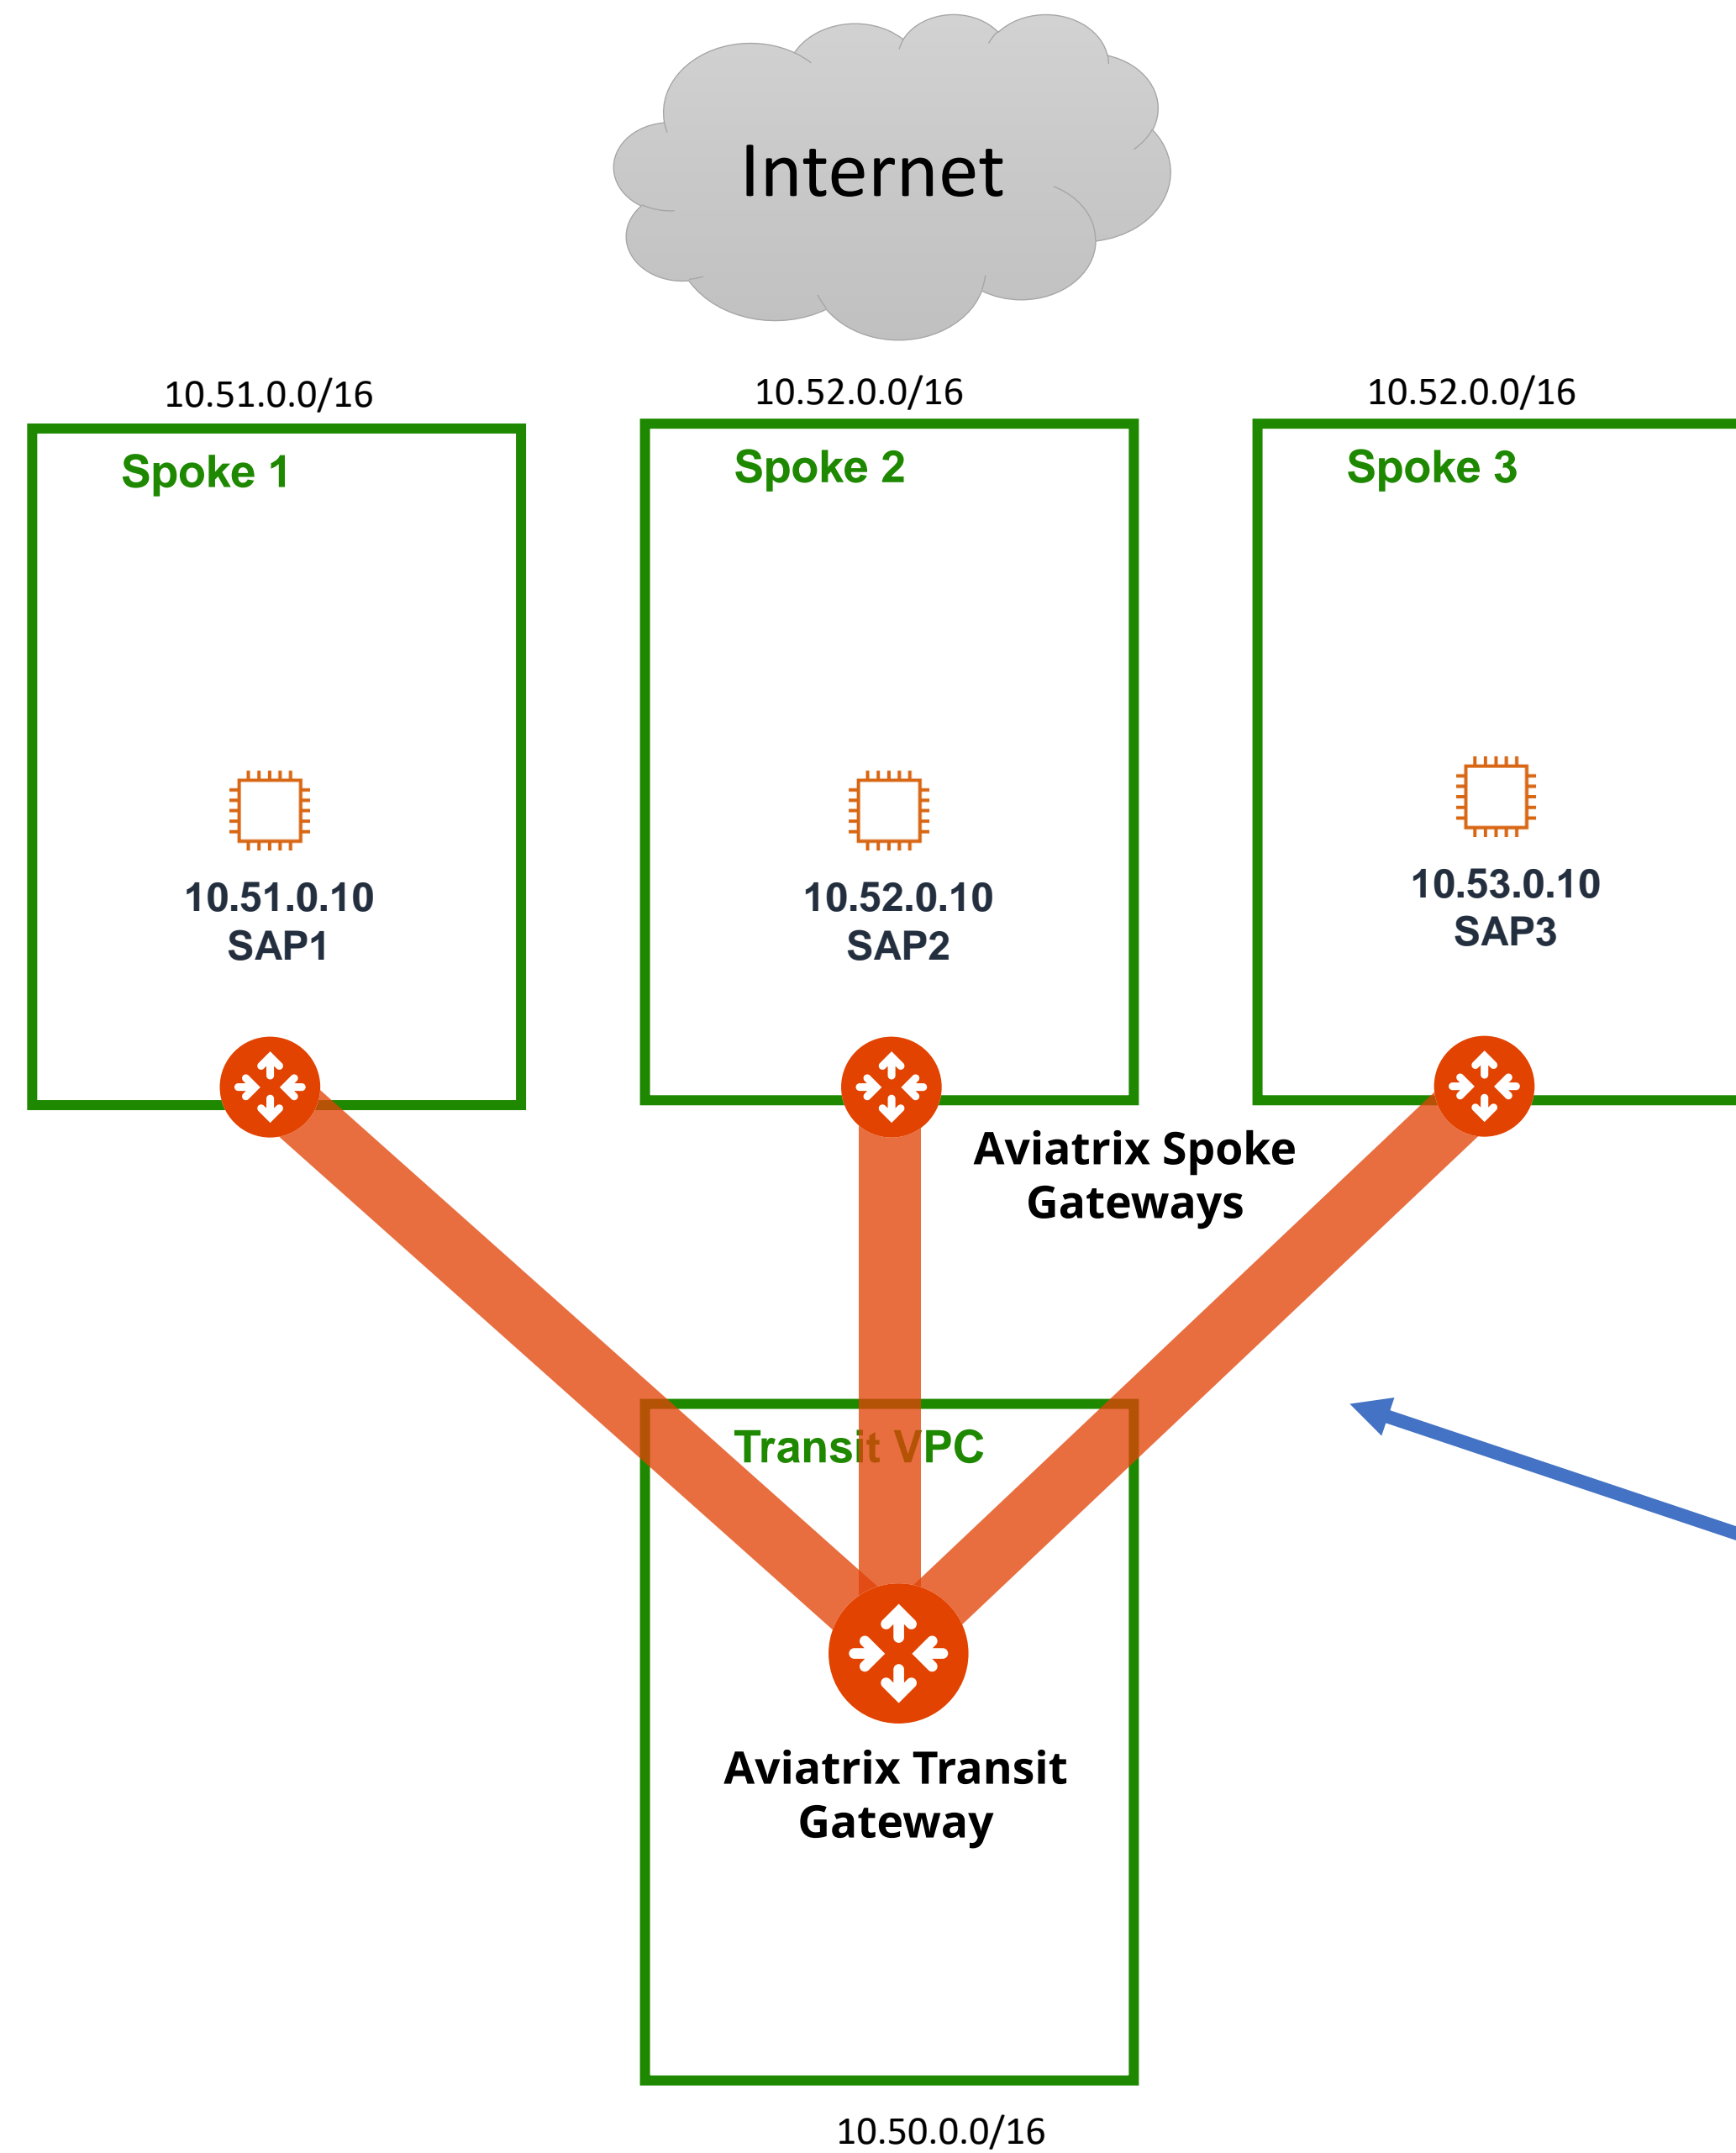 Internet
10.51.0.0/16
10.52.0.0/16
10.52.0.0/16
Spoke 1
Spoke 2
Spoke 3
10.51.0.10
SAP1
10.52.0.10
SAP2
10.53.0.10
SAP3
Aviatrix Spoke
Gateways
Transit VPC
Aviatrix Transit
Gateway
10.50.0.0/16